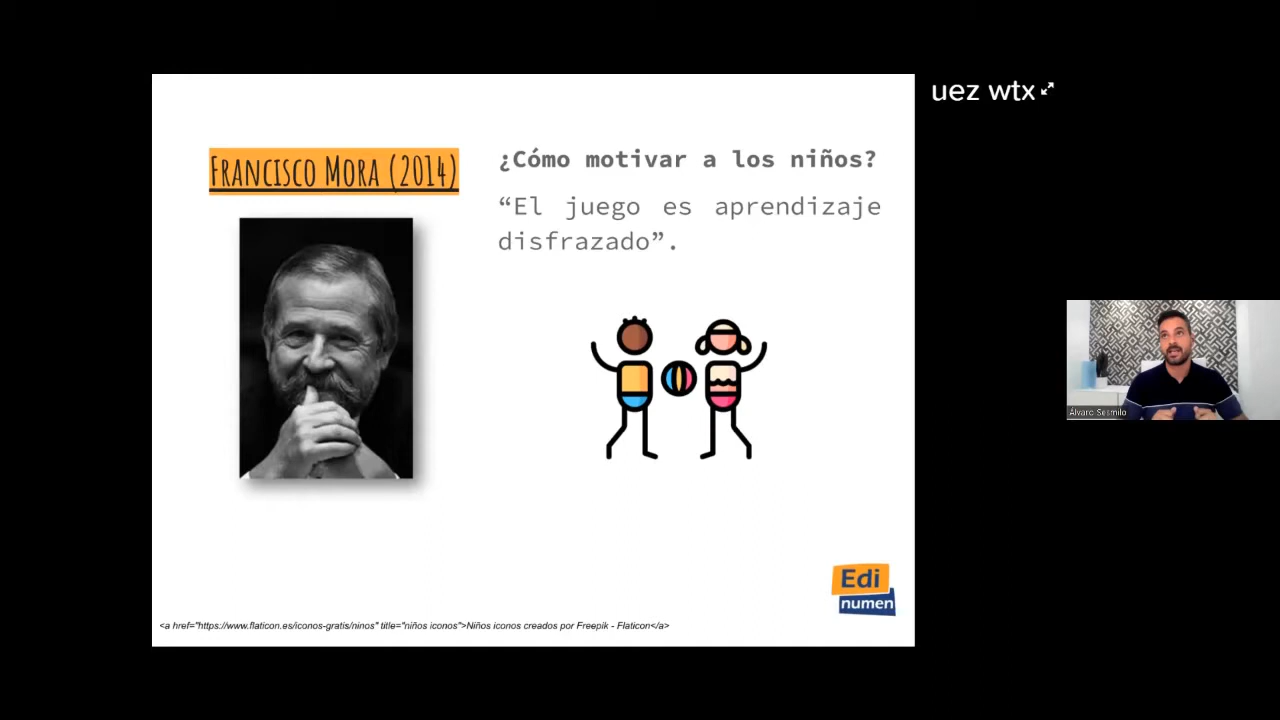 uez wtx
FRANCISCO MORA (2014)
¿Cómo motivar a los niños?
“El juego es aprendizaje
disfrazado”.
Álvaro Sesmilo
Edi
numen
<a href="https://www.flaticon.es/iconos-gratis/ninos" title="niños iconos">Niños iconos creados por Freepik - Flaticon</a>